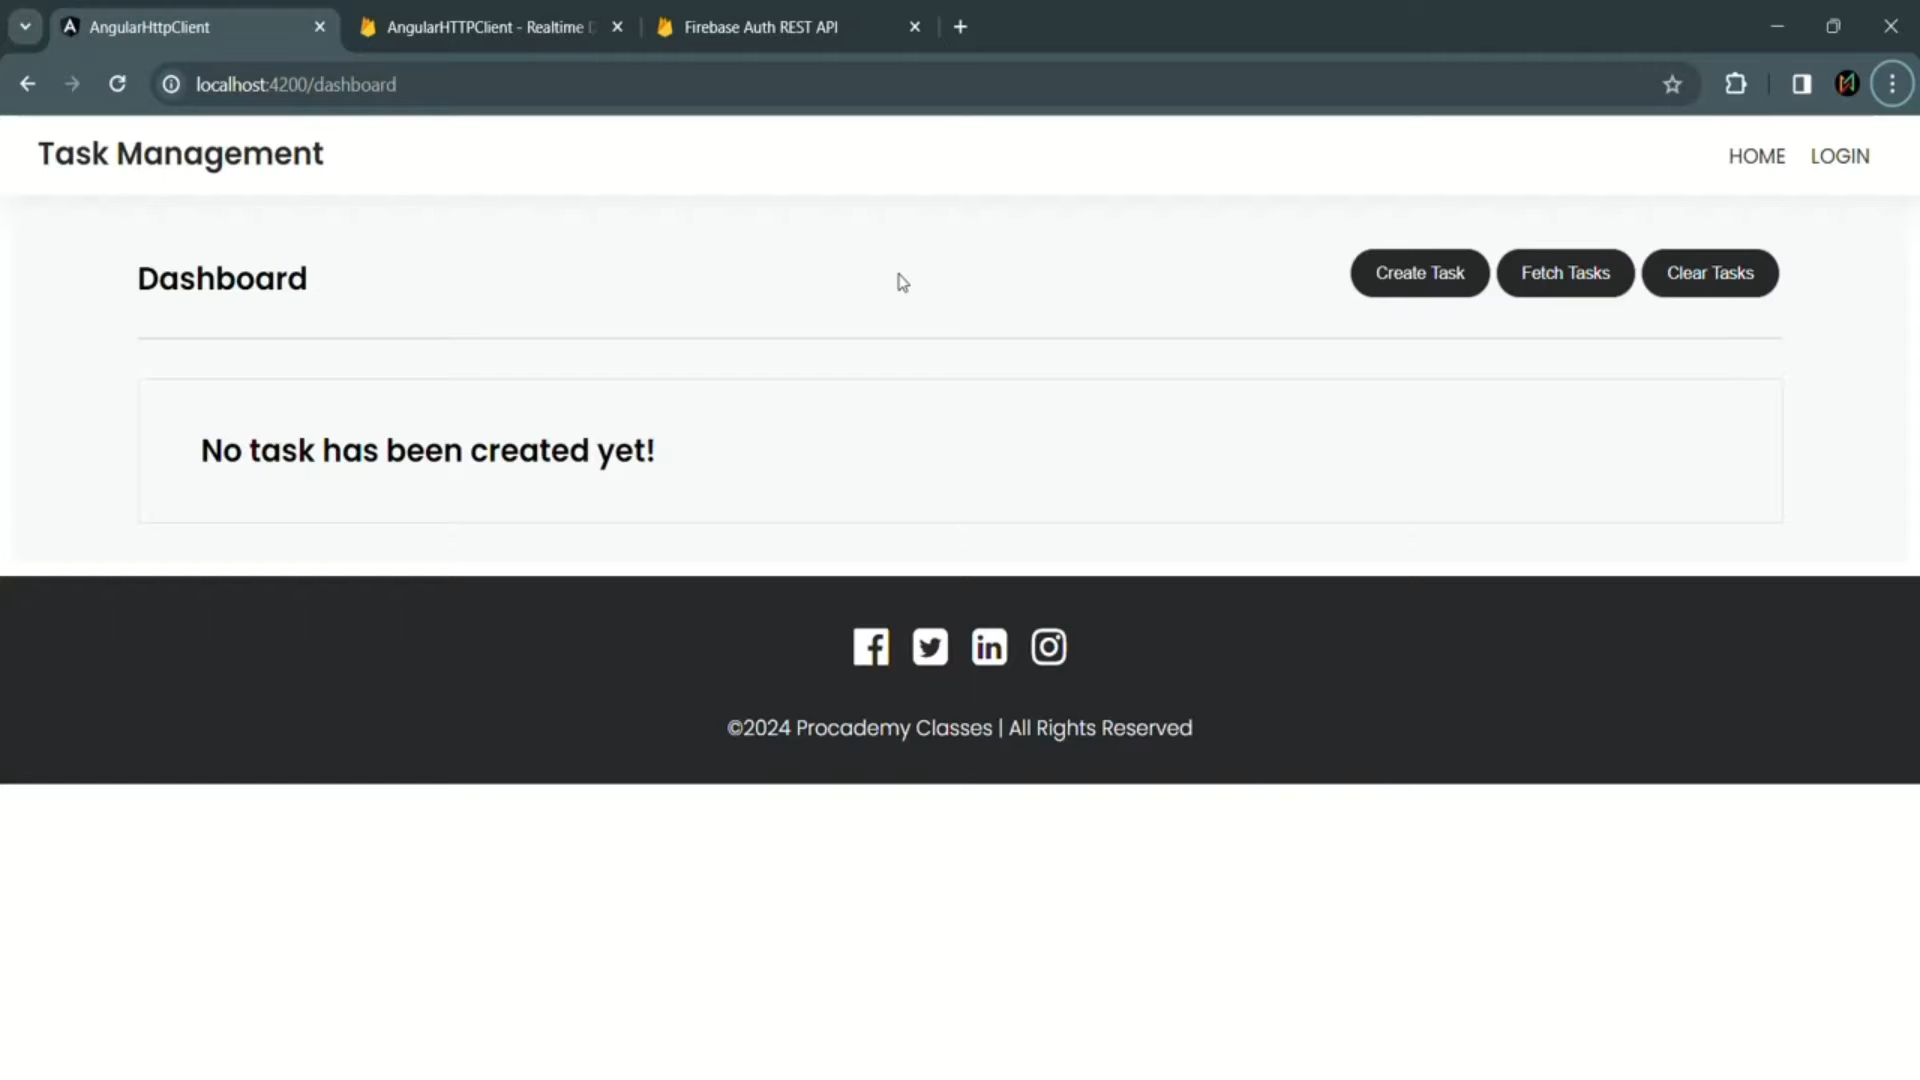 AngularHttpClient
AngularHTTPClient - Realtime
Firebase Auth REST API
localhost:4200/dashboard
Task Management
HOME
LOGIN
Dashboard
Create Task
Fetch Tasks
Clear Tasks
No task has been created yet!
©2024 Procademy Classes | All Rights Reserved